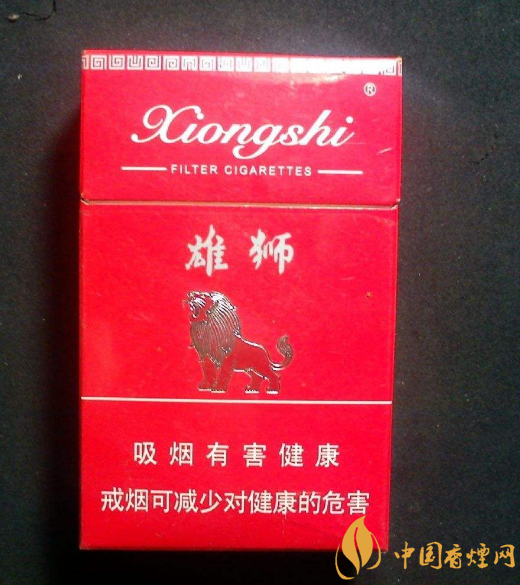 ®
Xiongshi
FILTER CIGARETTES
雄狮
吸烟有害健康
戒烟可减少对健康的危害
中国香烟网